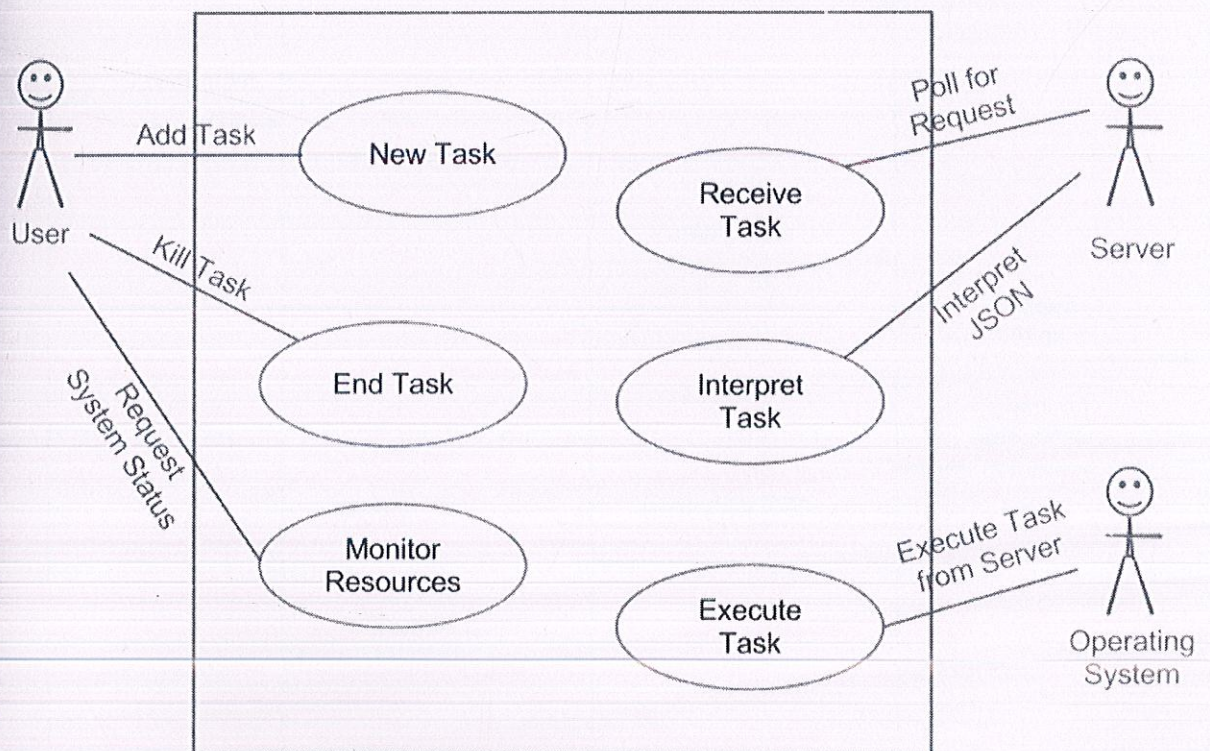 User
Add Task
New Task
Kill Task
End Task
Request
System Status
Monitor
Resources
Poll for
Request
Receive
Task
Server
Interpret
JSON
Interpret
Task
Execute Task
from Server
Execute
Task
Operating
System